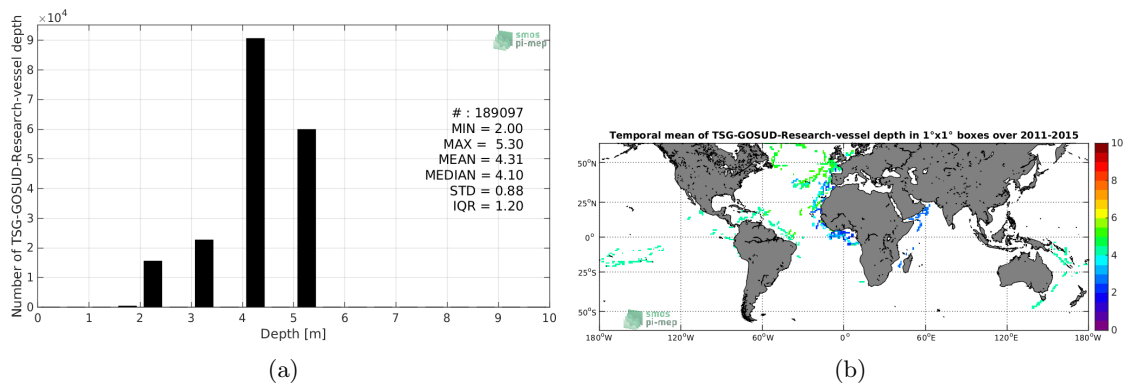 ×10⁴
9
8
7
6
5
4
3
2
1
0
Number of TSG-GOSUD-Research-vessel depth
smos
pi-mep
# : 189097
MIN = 2.00
MAX = 5.30
MEAN = 4.31
MEDIAN = 4.10
STD = 0.88
IQR = 1.20
0 1 2 3 4 5 6 7 8 9 10
Depth [m]
(a)
Temporal mean of TSG-GOSUD-Research-vessel depth in 1°x1° boxes over 2011-2015
50°N
25°N
0°
25°S
50°S
smos
pi-mep
180°W 120°W 60°W 0° 60°E 120°E 180°E
10
8
6
4
2
0
(b)